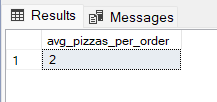 Results Messages
avg_pizzas_per_order
1 2